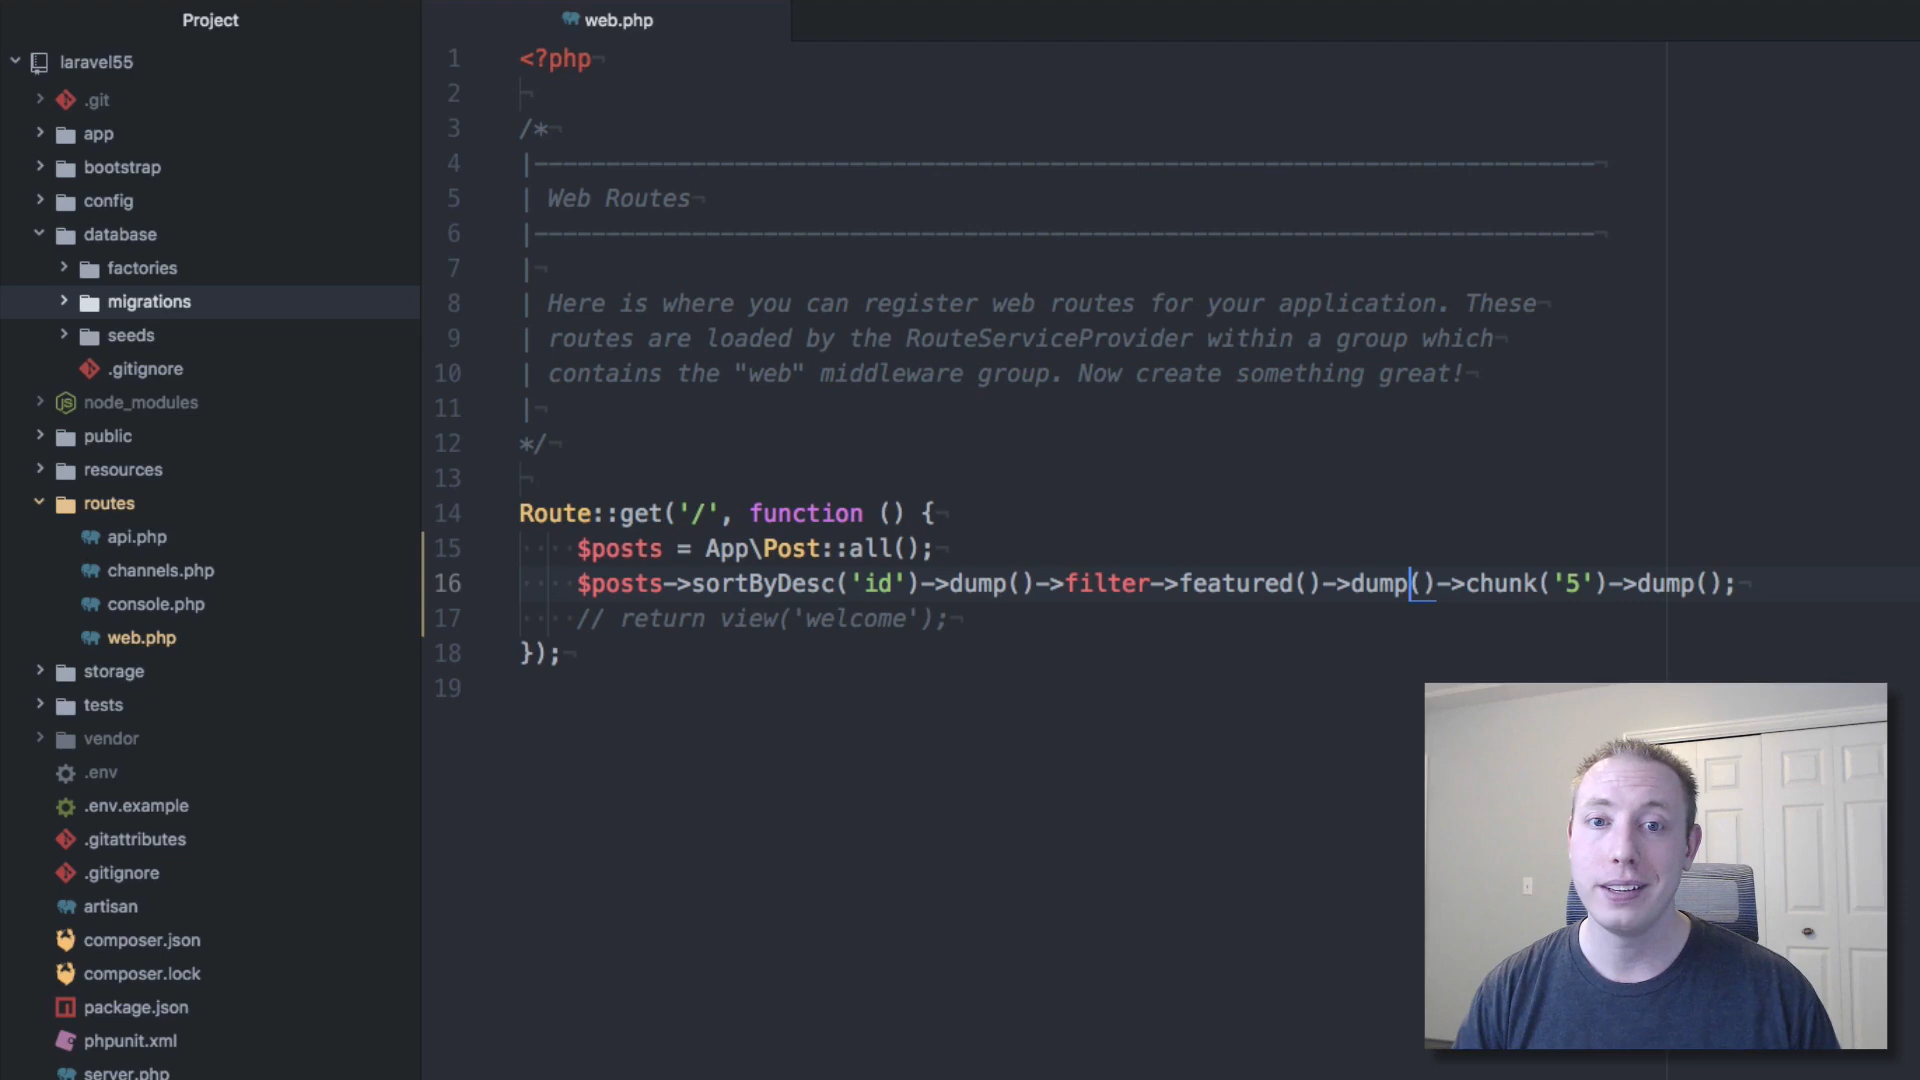 Project
laravel55
.git
app
bootstrap
config
database
factories
migrations
seeds
.gitignore
node_modules
public
resources
routes
api.php
channels.php
console.php
web.php
storage
tests
vendor
.env
.env.example
.gitattributes
.gitignore
artisan
composer.json
composer.lock
package.json
phpunit.xml
server.php
web.php
1 <?php
2
3 /*
4 |--------------------------------------------------------------------------
5 | Web Routes
6 |--------------------------------------------------------------------------
7 |
8 | Here is where you can register web routes for your application. These
9 | routes are loaded by the RouteServiceProvider within a group which
10 | contains the "web" middleware group. Now create something great!
11 |
12 */
13
14 Route::get('/', function () {
15 $posts = App\Post::all();
16 $posts->sortByDesc('id')->dump()->filter->featured()->dump()->chunk('5')->dump();
17 // return view('welcome');
18 });
19